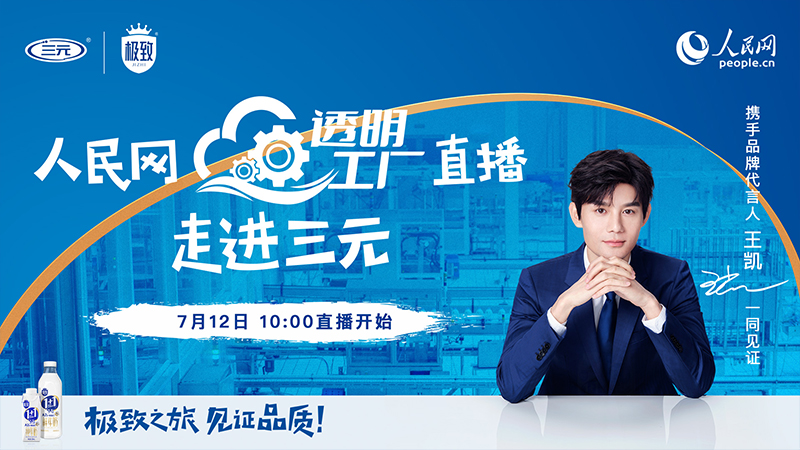 三元
极致
JI ZHI
人民网
people.cn
人民网 透明工厂 直播
走进三元
7月12日 10:00直播开始
携手品牌代言人 王凯 一同见证
极致之旅 见证品质!